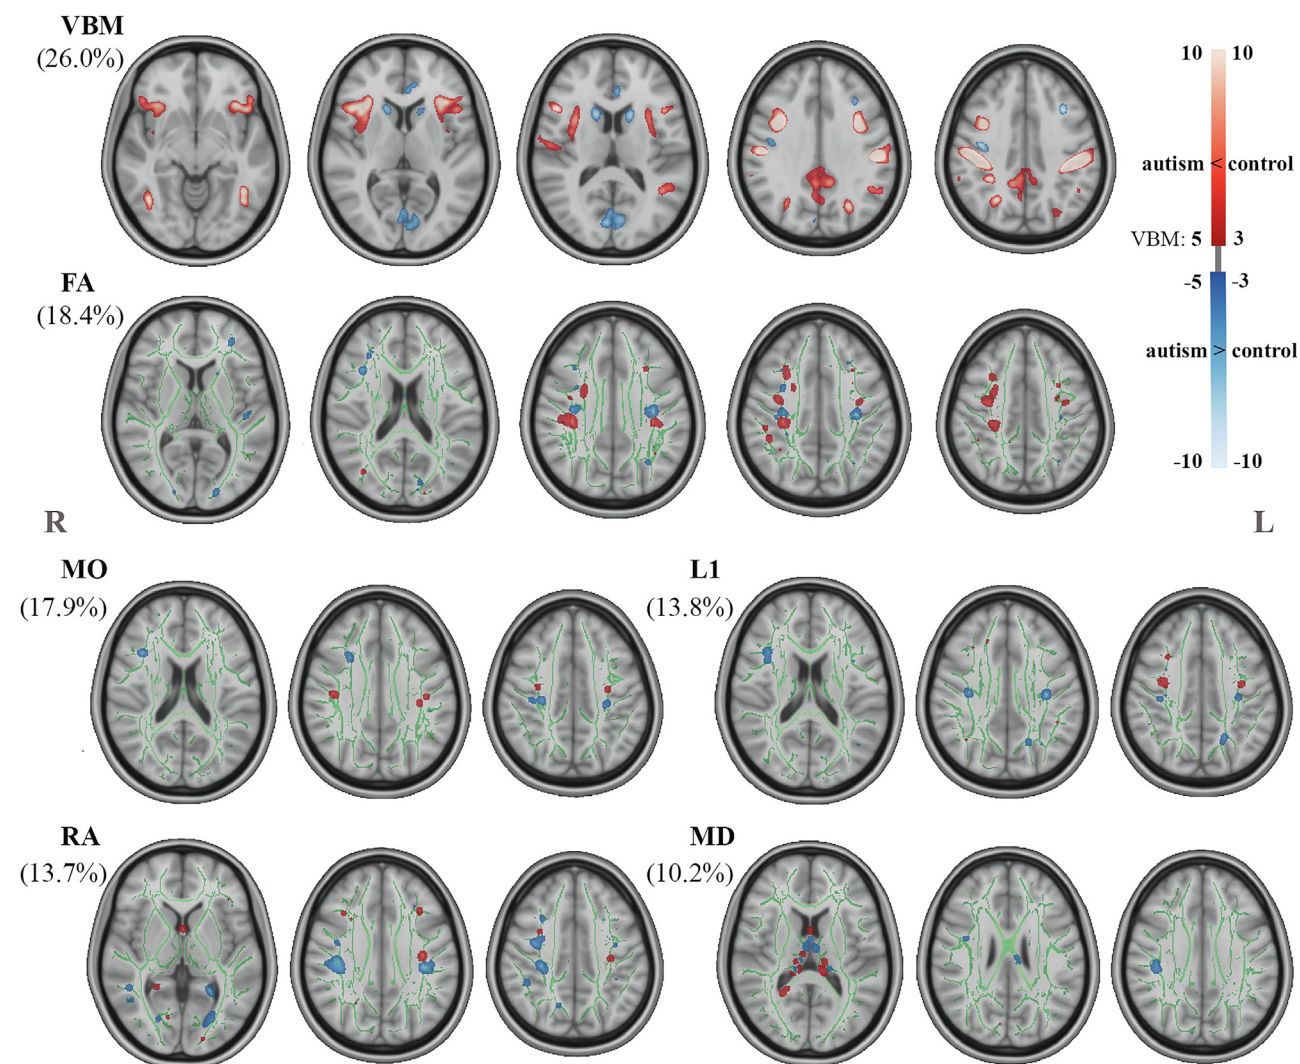 VBM
(26.0%)
10 10
autism < control
VBM: 5 3
-5 -3
autism > control
-10 -10
FA
(18.4%)
R L
MO
(17.9%)
L1
(13.8%)
RA
(13.7%)
MD
(10.2%)